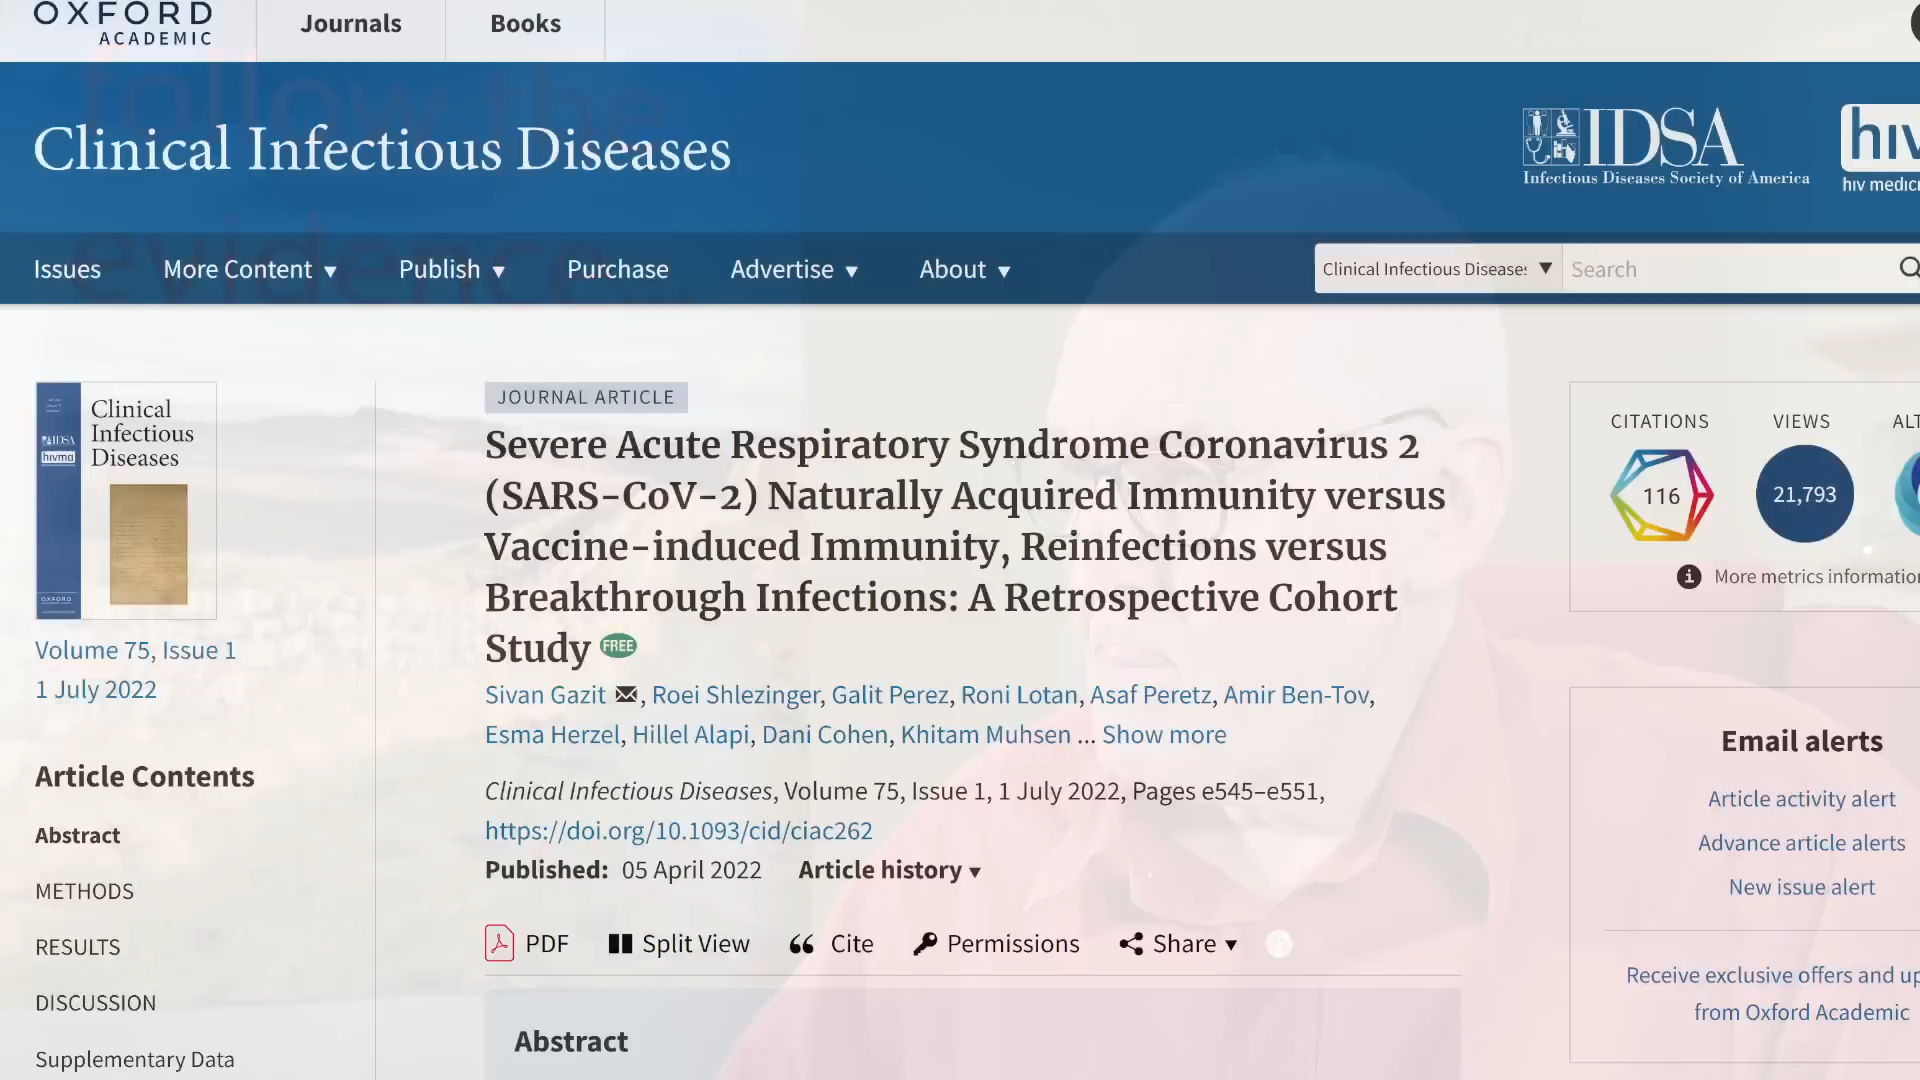 OXFORD
ACADEMIC
Journals
Books
follow the
evidence...
Clinical Infectious Diseases
IDSA
Infectious Diseases Society of America
hiv
Issues
More Content
Publish
Purchase
Advertise
About
Clinical Infectious Diseases
Search
Clinical
Infectious
Diseases
IDSA
hivma
OXFORD
Volume 75, Issue 1
1 July 2022
Article Contents
Abstract
METHODS
RESULTS
DISCUSSION
Supplementary Data
JOURNAL ARTICLE
Severe Acute Respiratory Syndrome Coronavirus 2
(SARS-CoV-2) Naturally Acquired Immunity versus
Vaccine-induced Immunity, Reinfections versus
Breakthrough Infections: A Retrospective Cohort
Study FREE
Sivan Gazit, Roei Shlezinger, Galit Perez, Roni Lotan, Asaf Peretz, Amir Ben-Tov,
Esma Herzel, Hillel Alapi, Dani Cohen, Khitam Muhsen ... Show more
Clinical Infectious Diseases, Volume 75, Issue 1, 1 July 2022, Pages e545–e551,
https://doi.org/10.1093/cid/ciac262
Published: 05 April 2022 Article history
PDF Split View Cite Permissions Share
Abstract
CITATIONS VIEWS
116 21,793
More metrics information
Email alerts
Article activity alert
Advance article alerts
New issue alert
Receive exclusive offers and up
from Oxford Academic